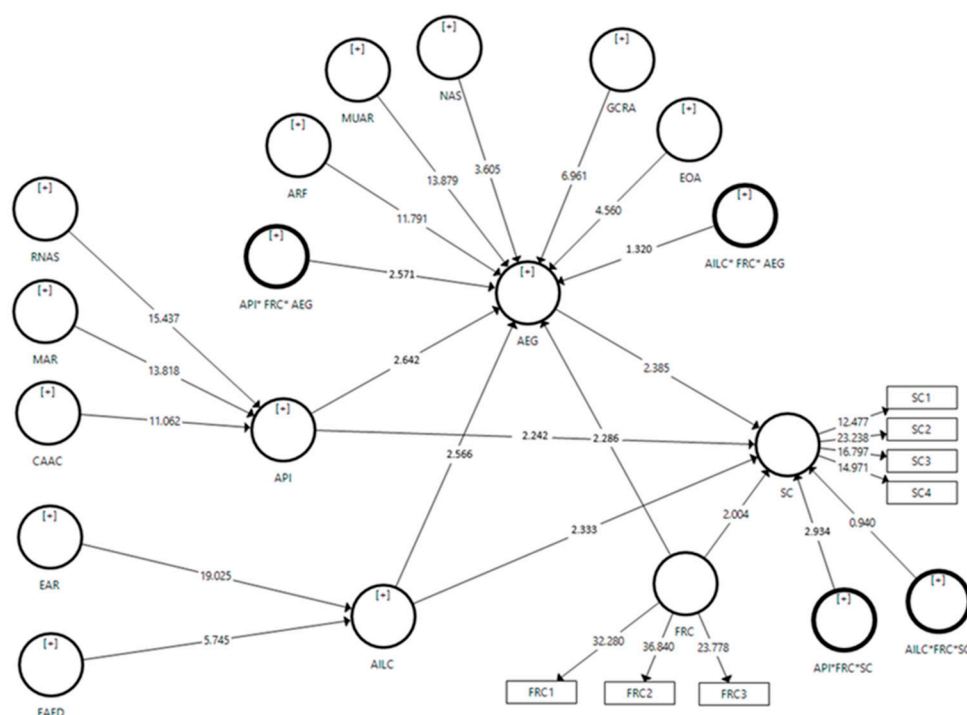 [+]
NAS
[+]
MUAR
[+]
GCRA
[+]
EOA
[+]
ARF
[+]
RNAS
[+]
API* FRC* AEG
[+]
AILC* FRC* AEG
3.605
13.879
6.961
4.560
11.791
1.320
2.571
[+]
AEG
[+]
MAR
15.437
13.818
[+]
CAAC
11.062
[+]
API
2.642
2.385
2.242
2.286
2.566
SC
12.477
23.238
16.797
14.971
SC1
SC2
SC3
SC4
[+]
EAR
19.025
5.745
[+]
[+]
AILC
2.333
2.004
2.934
0.940
FRC
32.280
36.840
23.778
FRC1
FRC2
FRC3
[+]
API*FRC*SC
[+]
AILC*FRC*SC